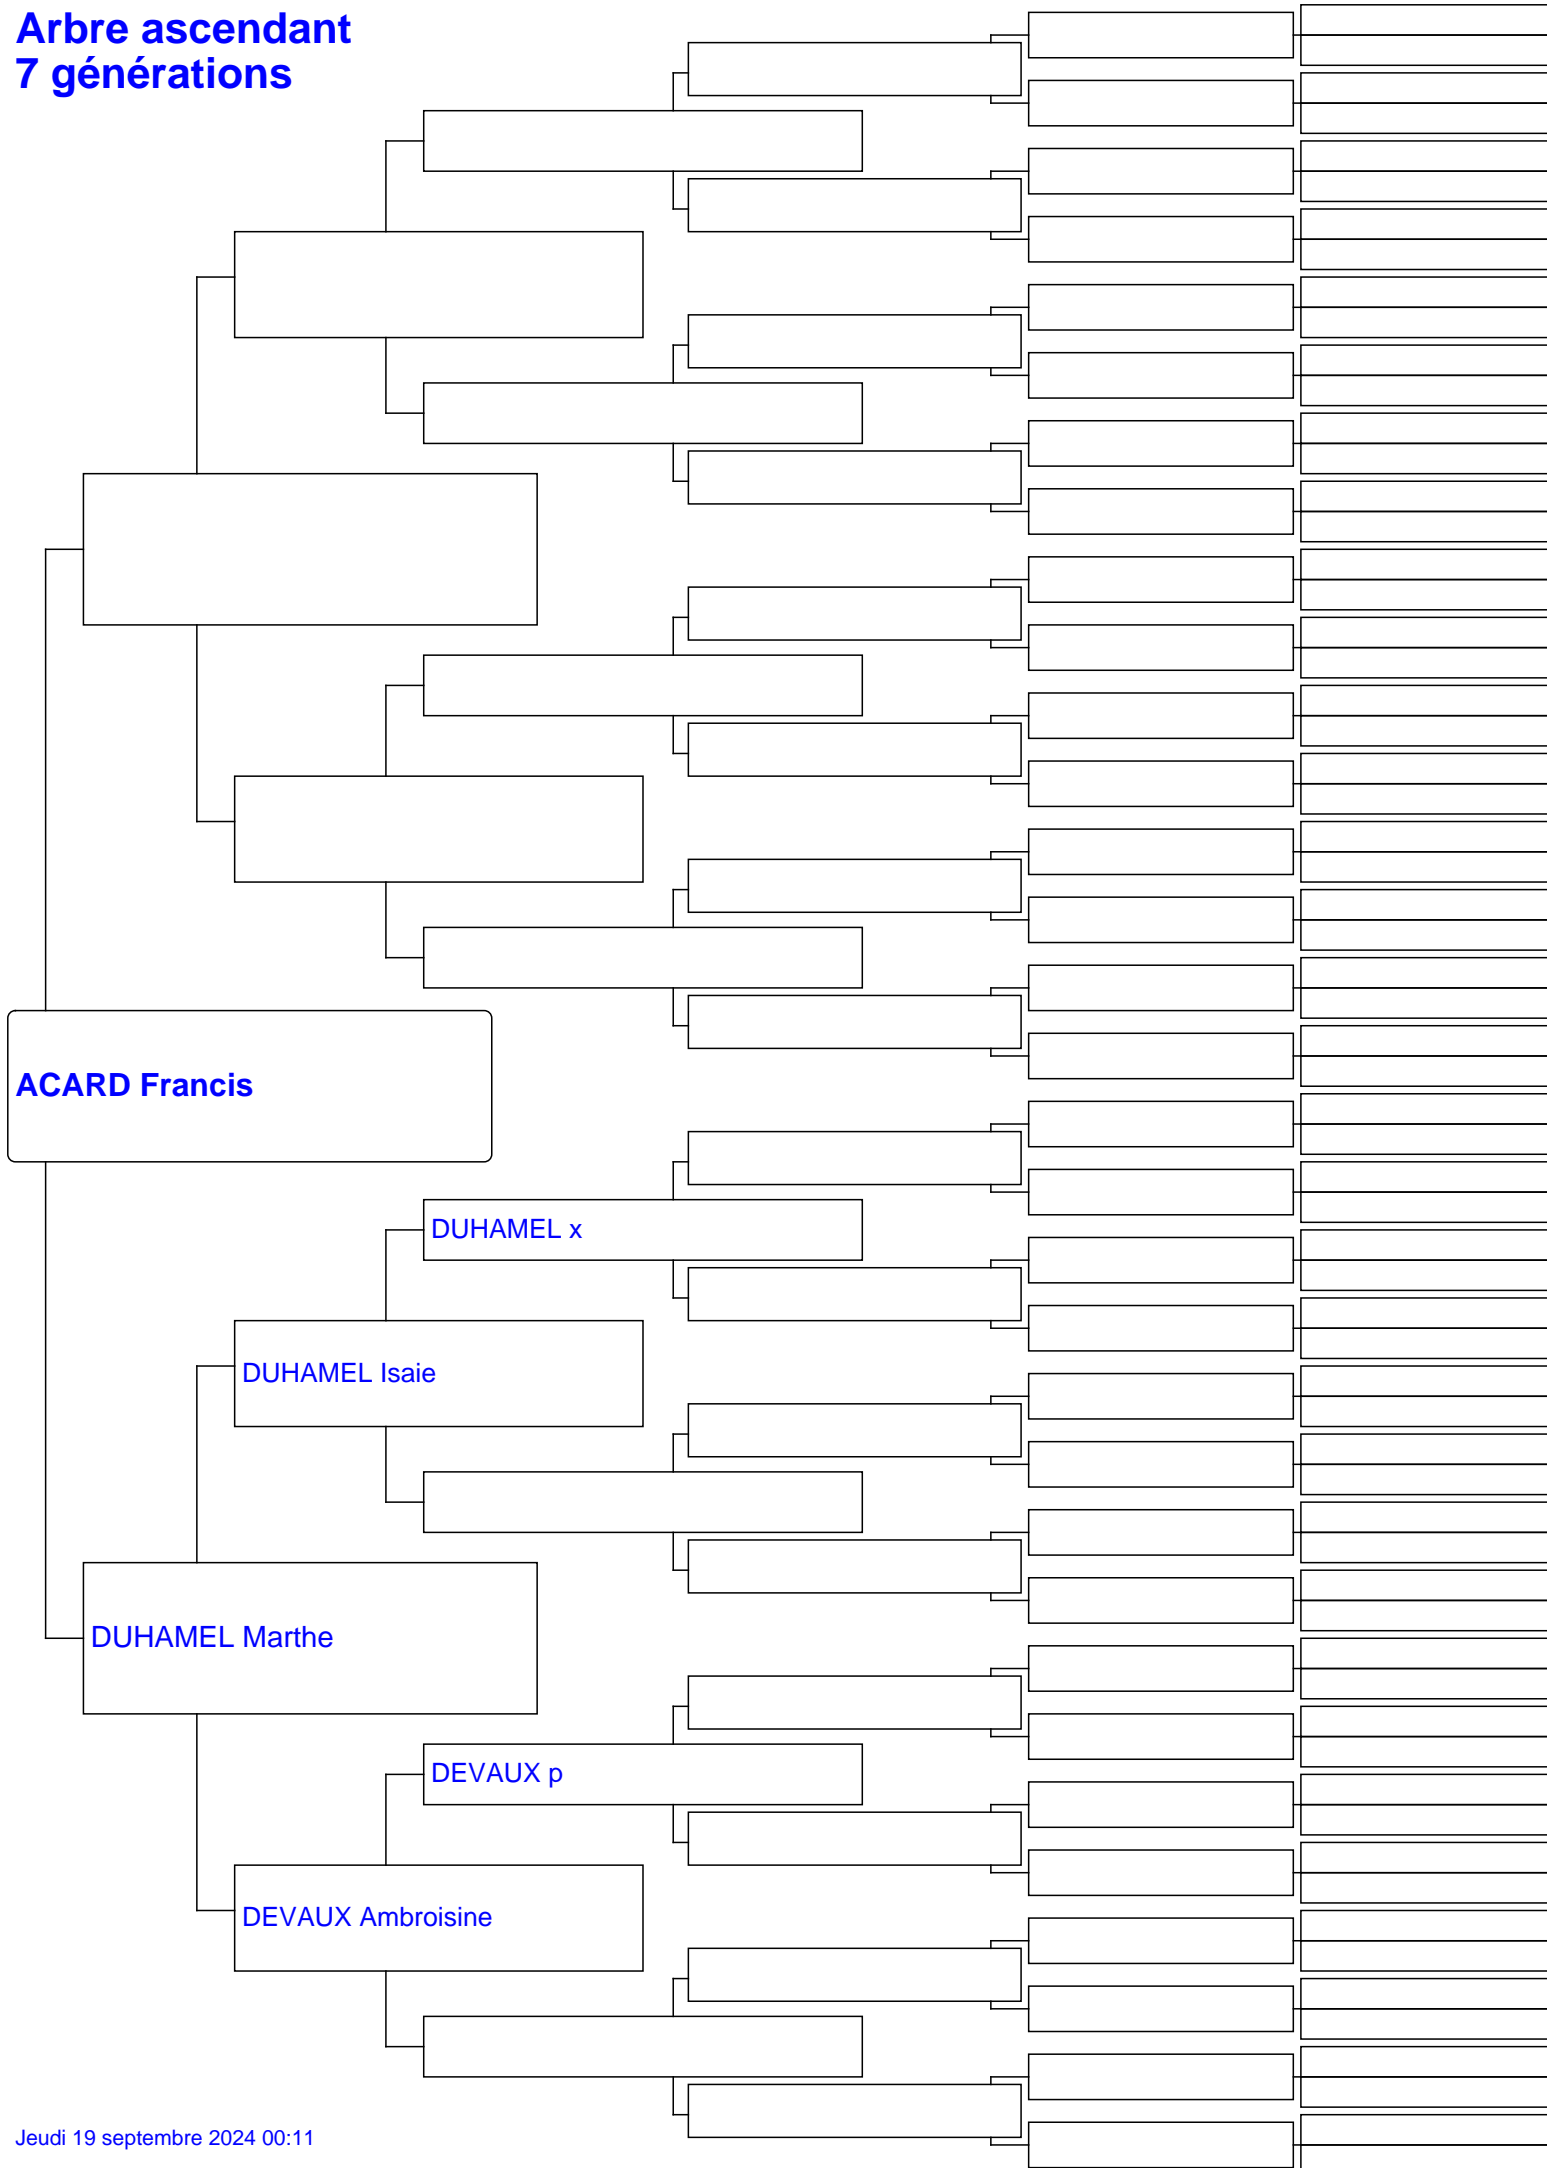 Arbre ascendant
7 générations
ACARD Francis
DUHAMEL x
DUHAMEL Isaie
DUHAMEL Marthe
DEVAUX p
DEVAUX Ambroisine
Jeudi 19 septembre 2024 00:11